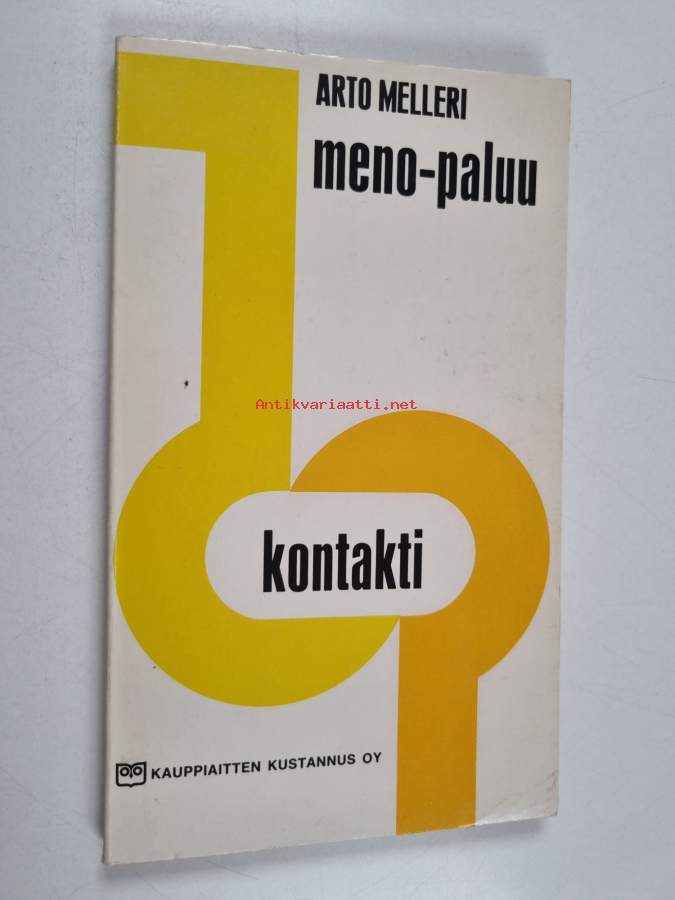 ARTO MELLERI
meno-paluu
Antikvariaatti.net
kontakti
KAUPPIAITTEN KUSTANNUS OY